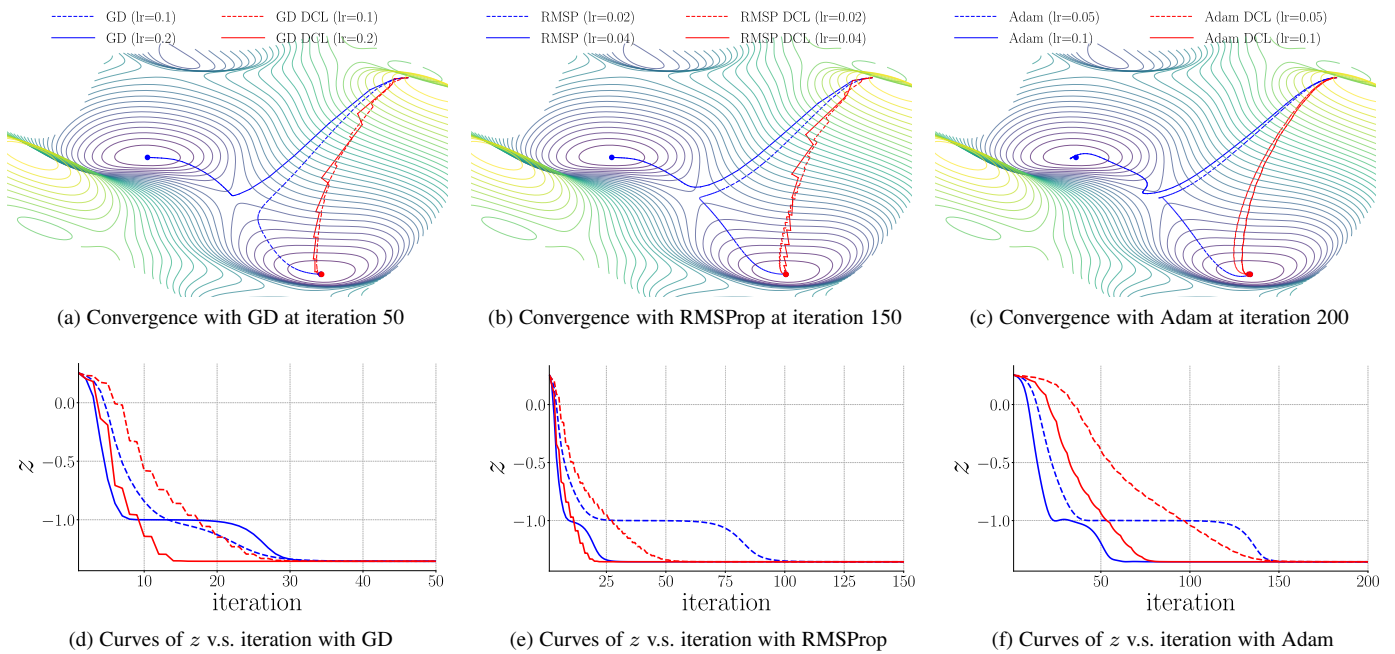 GD (lr=0.1) GD DCL (lr=0.1)
GD (lr=0.2) GD DCL (lr=0.2)
RMSP (lr=0.02) RMSP DCL (lr=0.02)
RMSP (lr=0.04) RMSP DCL (lr=0.04)
Adam (lr=0.05) Adam DCL (lr=0.05)
Adam (lr=0.1) Adam DCL (lr=0.1)
(a) Convergence with GD at iteration 50
(b) Convergence with RMSProp at iteration 150
(c) Convergence with Adam at iteration 200
z
0.0
−0.5
−1.0
10 20 30 40 50
iteration
z
0.0
−0.5
−1.0
25 50 75 100 125 150
iteration
z
0.0
−0.5
−1.0
50 100 150 200
iteration
(d) Curves of z v.s. iteration with GD
(e) Curves of z v.s. iteration with RMSProp
(f) Curves of z v.s. iteration with Adam